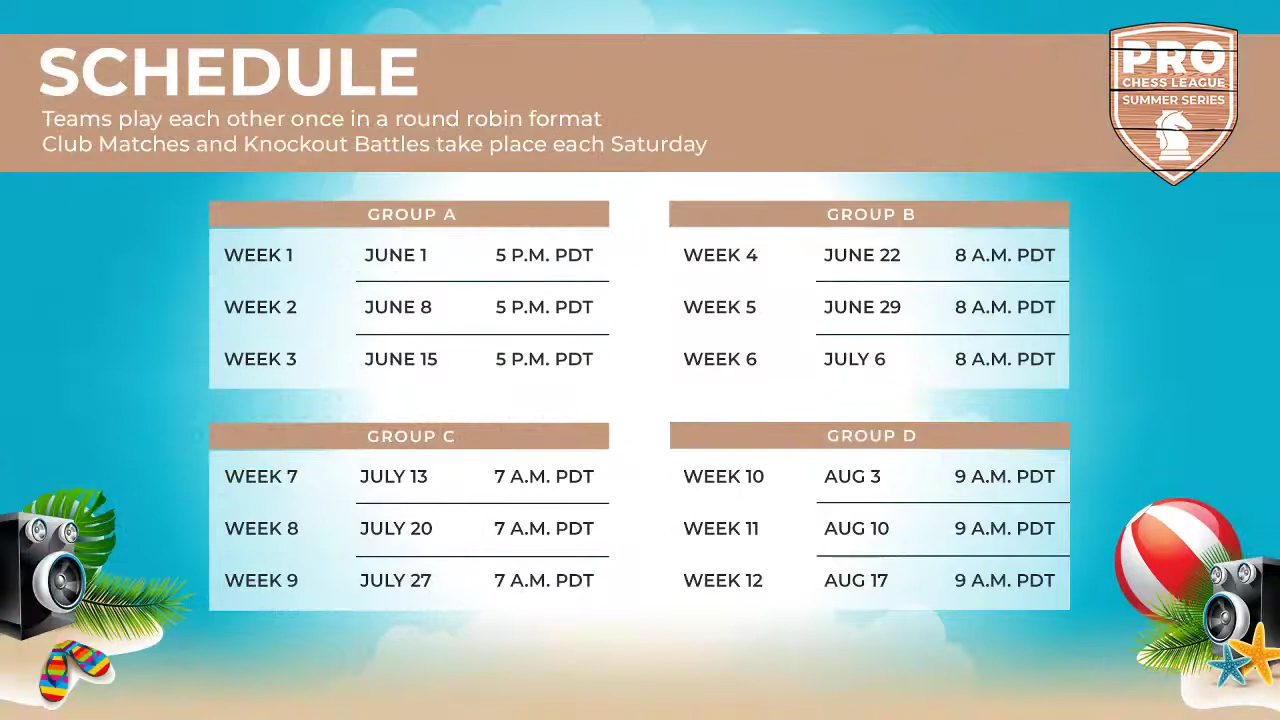 SCHEDULE
Teams play each other once in a round robin format
Club Matches and Knockout Battles take place each Saturday
PRO
CHESS LEAGUE
SUMMER SERIES
GROUP A
WEEK 1 JUNE 1 5 P.M. PDT
WEEK 2 JUNE 8 5 P.M. PDT
WEEK 3 JUNE 15 5 P.M. PDT
GROUP B
WEEK 4 JUNE 22 8 A.M. PDT
WEEK 5 JUNE 29 8 A.M. PDT
WEEK 6 JULY 6 8 A.M. PDT
GROUP C
WEEK 7 JULY 13 7 A.M. PDT
WEEK 8 JULY 20 7 A.M. PDT
WEEK 9 JULY 27 7 A.M. PDT
GROUP D
WEEK 10 AUG 3 9 A.M. PDT
WEEK 11 AUG 10 9 A.M. PDT
WEEK 12 AUG 17 9 A.M. PDT